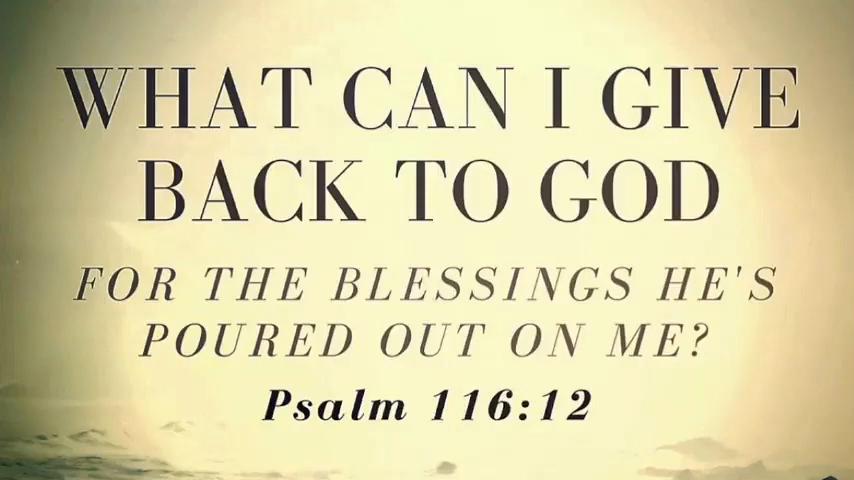 WHAT CAN I GIVE
BACK TO GOD
FOR THE BLESSINGS HE'S
POURED OUT ON ME?
Psalm 116:12